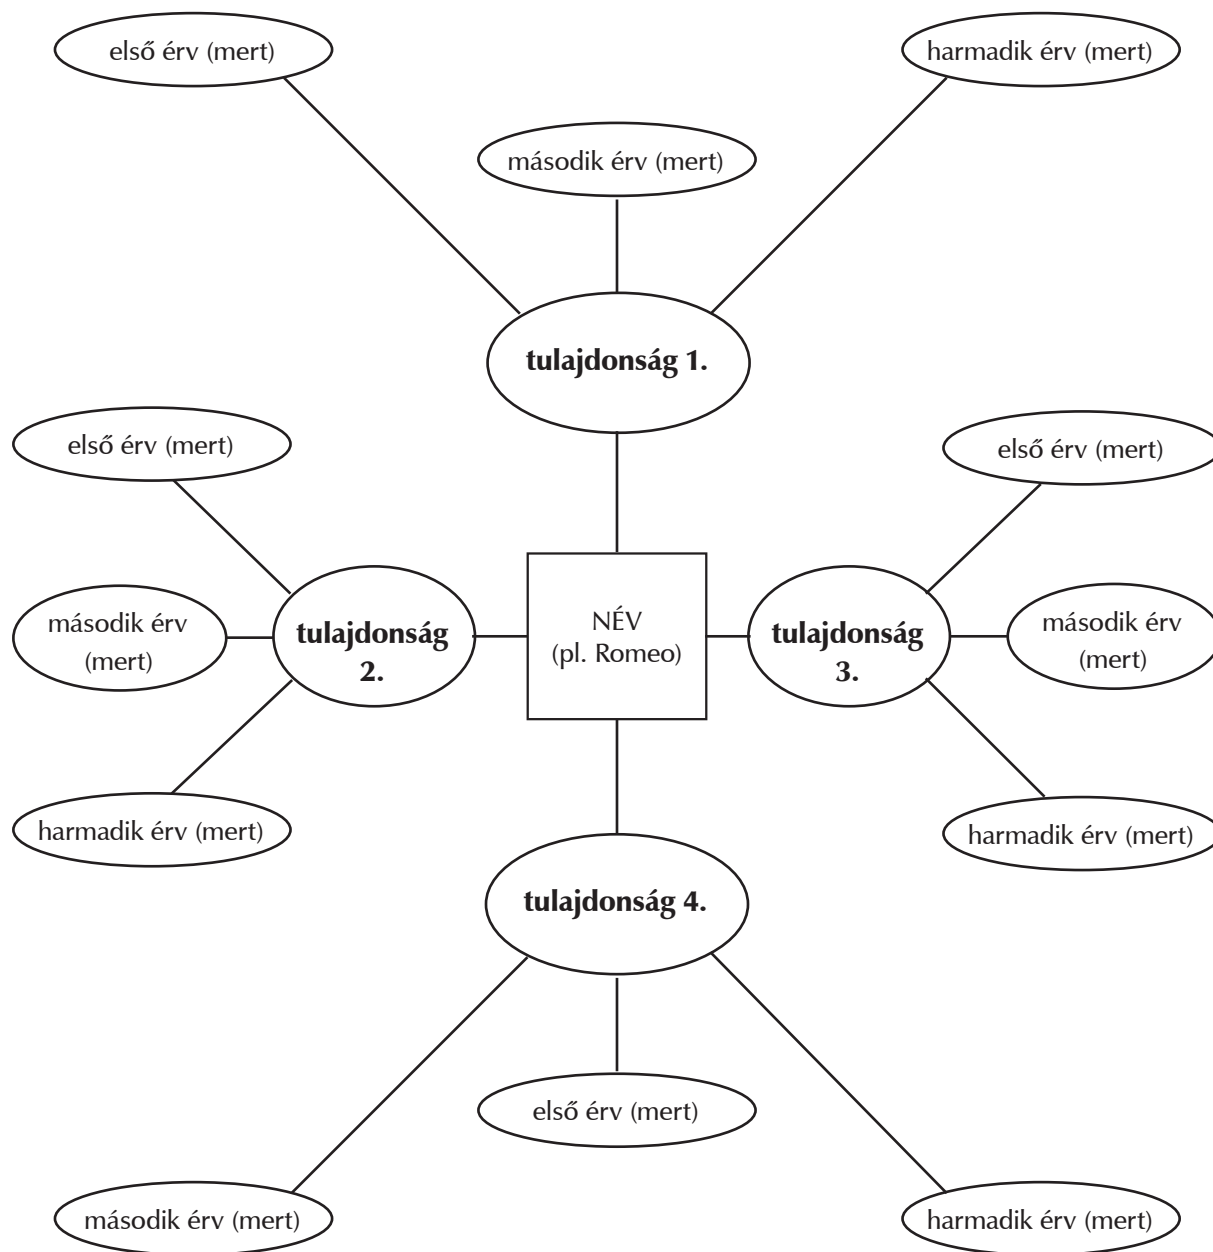 első érv (mert)
harmadik érv (mert)
második érv (mert)
tulajdonság 1.
első érv (mert)
első érv (mert)
második érv
(mert)
tulajdonság
2.
NÉV
(pl. Romeo)
tulajdonság
3.
második érv
(mert)
harmadik érv (mert)
harmadik érv (mert)
tulajdonság 4.
első érv (mert)
második érv (mert)
harmadik érv (mert)